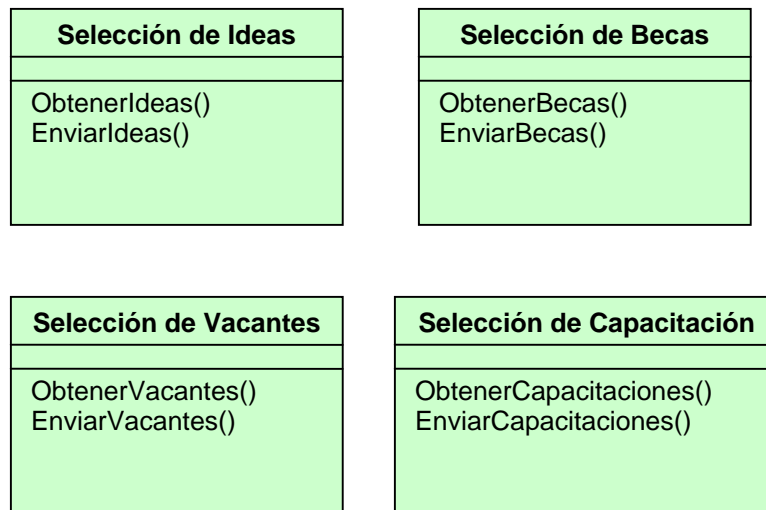 Selección de Ideas
ObtenerIdeas()
EnviarIdeas()
Selección de Becas
ObtenerBecas()
EnviarBecas()
Selección de Vacantes
ObtenerVacantes()
EnviarVacantes()
Selección de Capacitación
ObtenerCapacitaciones()
EnviarCapacitaciones()